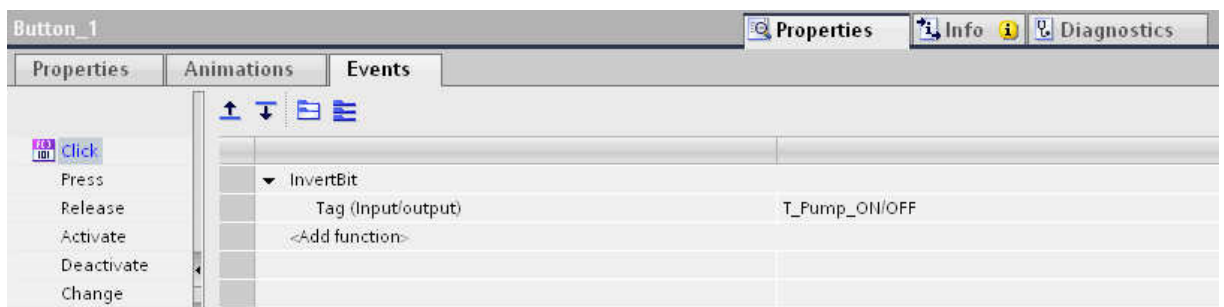 Button_1 Properties Info Diagnostics
Properties Animations Events
Click
Press InvertBit
Release Tag (Input/output) T_Pump_ON/OFF
Activate <Add function>
Deactivate
Change